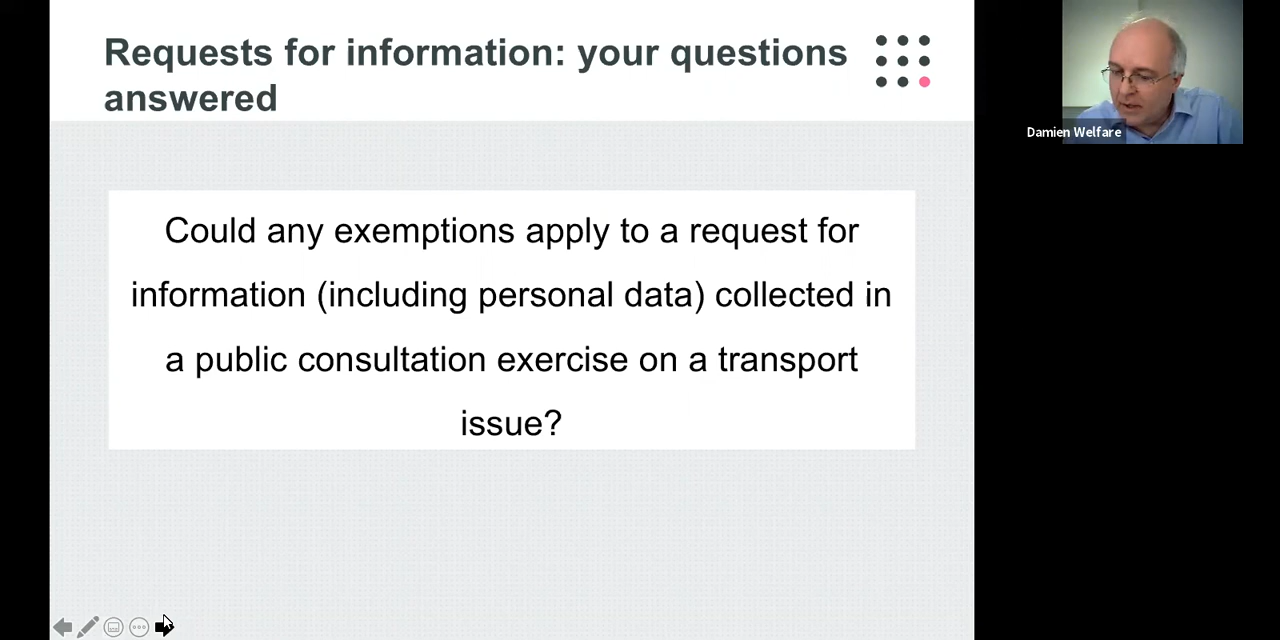 Requests for information: your questions
answered
Damien Welfare
Could any exemptions apply to a request for
information (including personal data) collected in
a public consultation exercise on a transport
issue?